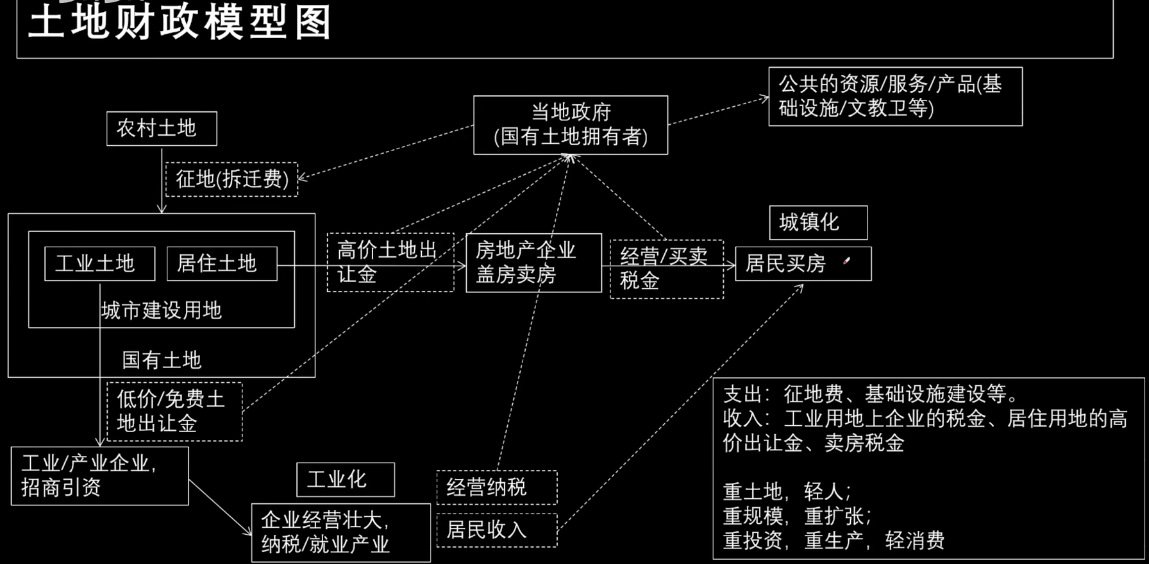 土地财政模型图
公共的资源/服务/产品(基
础设施/文教卫等)
当地政府
(国有土地拥有者)
农村土地
征地(拆迁费)
城镇化
高价土地出
让金
房地产企业
盖房卖房
经营/买卖
税金
居民买房
工业土地
居住土地
城市建设用地
国有土地
低价/免费土
地出让金
支出：征地费、基础设施建设等。
收入：工业用地上企业的税金、居住用地的高
价出让金、卖房税金
重土地，轻人；
重规模，重扩张；
重投资，重生产，轻消费
工业/产业企业，
招商引资
工业化
经营纳税
企业经营壮大，
纳税/就业产业
居民收入